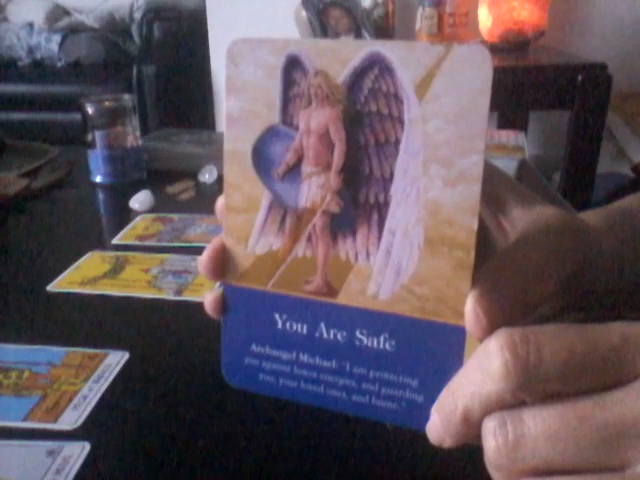 You Are Safe
Archangel Michael: "I am protecting
you against lower energies, and guarding
you, your loved ones, and home."